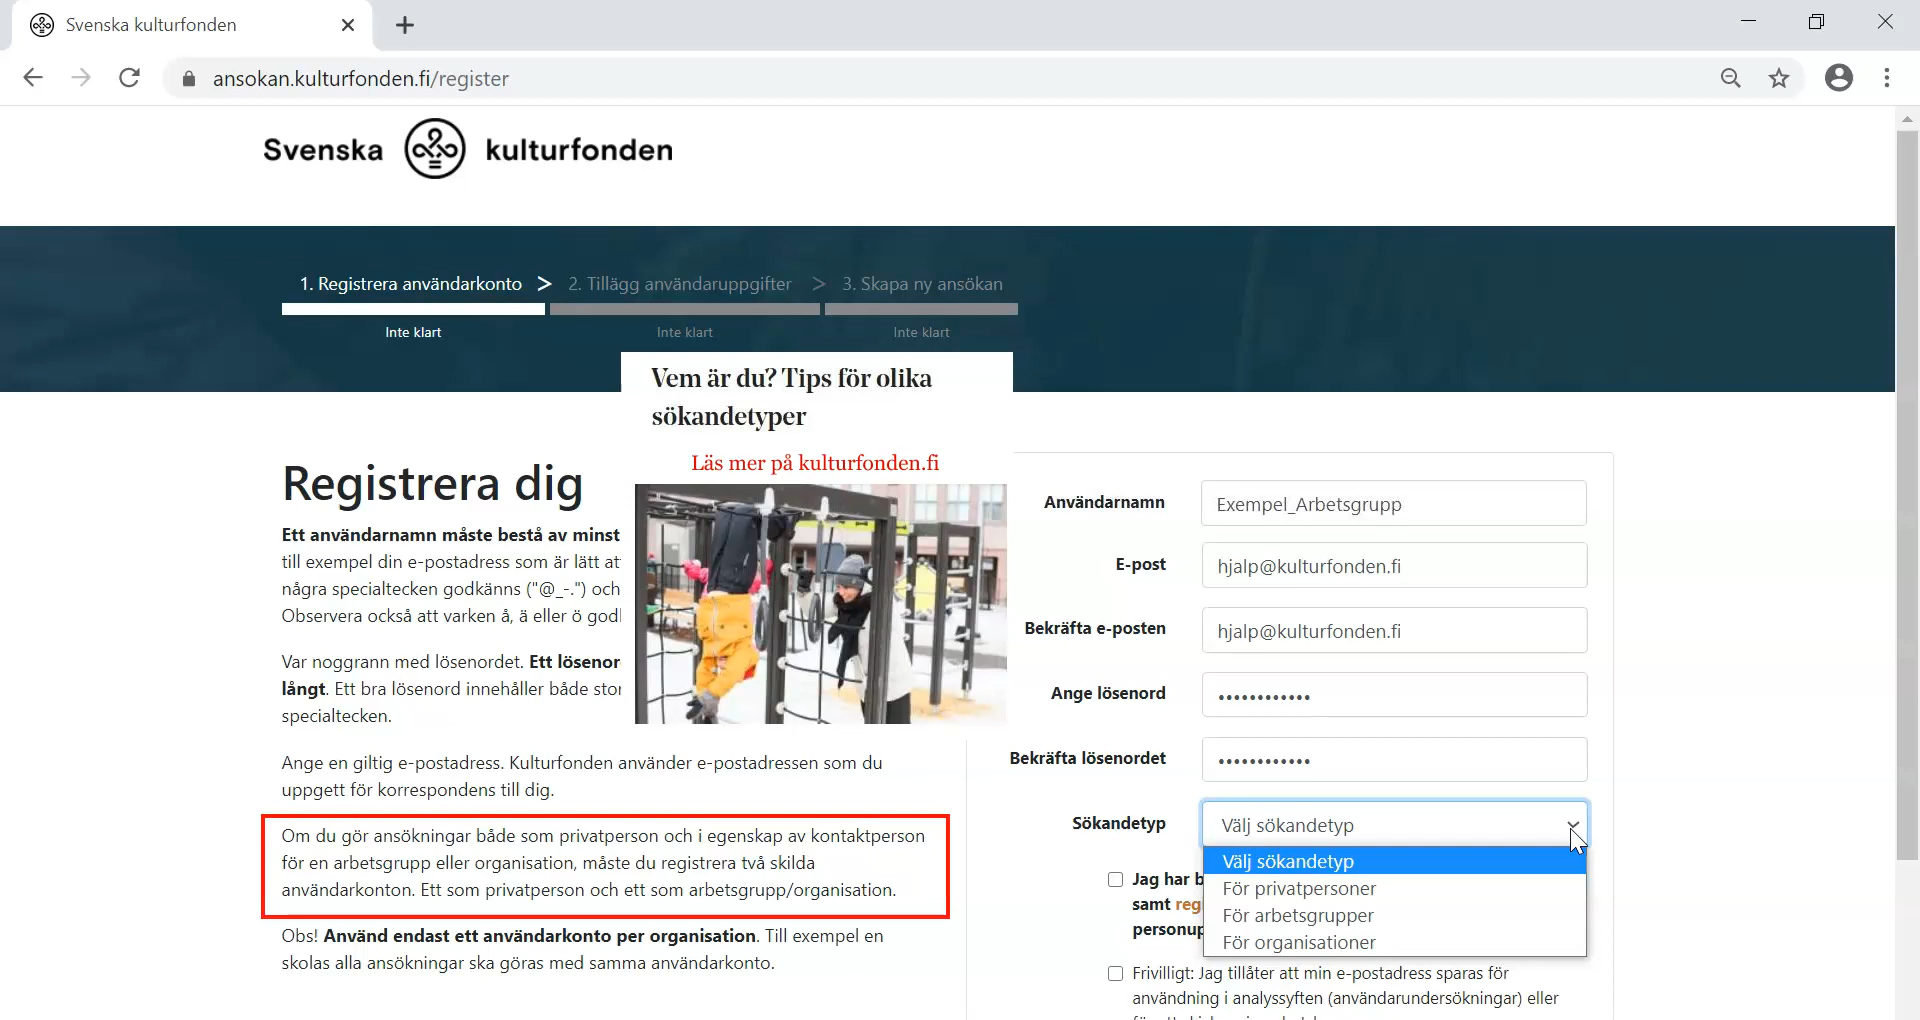 Svenska kulturfonden
ansokan.kulturfonden.fi/register
Svenska kulturfonden
1. Registrera användarkonto > 2. Tillägg användaruppgifter > 3. Skapa ny ansökan
Inte klart Inte klart Inte klart
Vem är du? Tips för olika
sökandetyper
Läs mer på kulturfonden.fi
Registrera dig
Ett användarnamn måste bestå av minst
till exempel din e-postadress som är lätt
några specialtecken godkänns ("@_-.") och
Observera också att varken å, ä eller ö
Var noggrann med lösenordet. Ett
långt. Ett bra lösenord innehåller både
specialtecken.
Ange en giltig e-postadress. Kulturfonden använder e-postadressen som du
uppgett för korrespondens till dig.
Om du gör ansökningar både som privatperson och i egenskap av kontaktperson
för en arbetsgrupp eller organisation, måste du registrera två skilda
användarkonton. Ett som privatperson och ett som arbetsgrupp/organisation.
Obs! Använd endast ett användarkonto per organisation. Till exempel en
skolas alla ansökningar ska göras med samma användarkonto.
Användarnamn Exempel_Arbetsgrupp
E-post hjalp@kulturfonden.fi
Bekräfta e-posten hjalp@kulturfonden.fi
Ange lösenord ••••••••••••
Bekräfta lösenordet ••••••••••••
Sökandetyp Välj sökandetyp
Välj sökandetyp
För privatpersoner
För arbetsgrupper
För organisationer
Jag har
samt
Frivilligt: Jag tillåter att min e-postadress sparas för
användning i analyssyften (användarundersökningar) eller